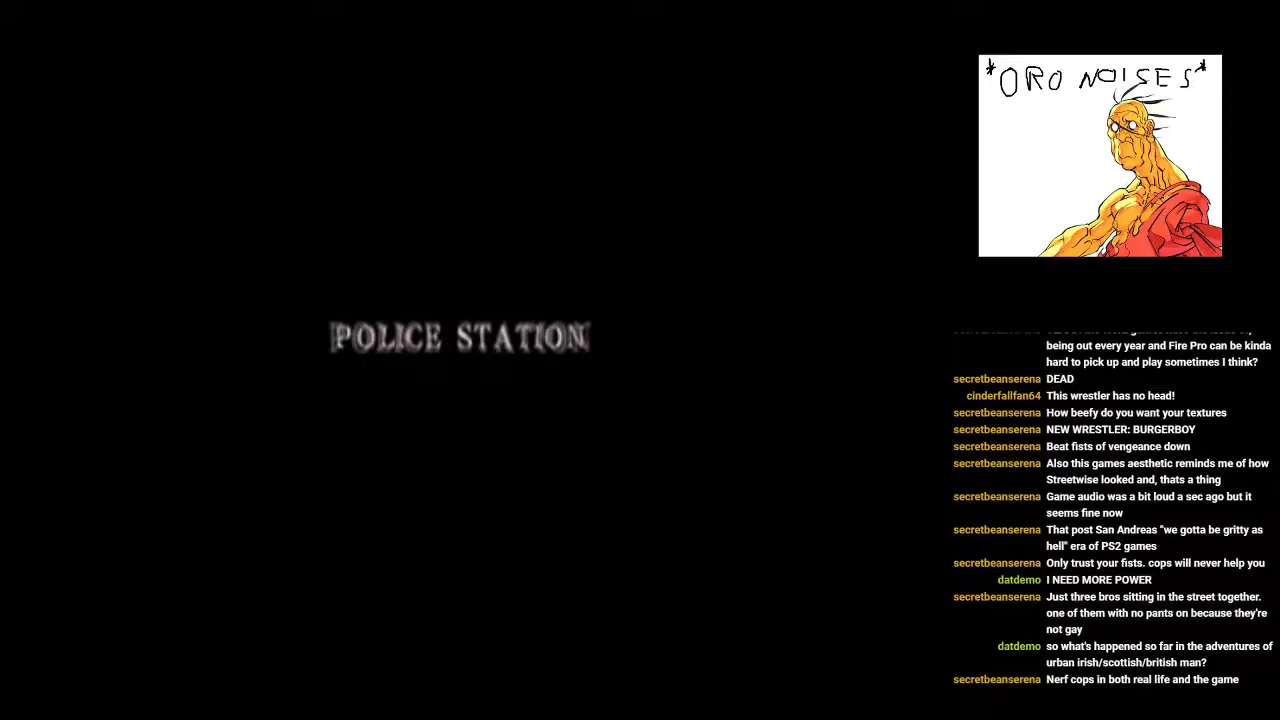 *ORO NOISES*
POLICE STATION
being out every year and Fire Pro can be kinda
hard to pick up and play sometimes I think?
secretbeanserena DEAD
cinderfallfan64 This wrestler has no head!
secretbeanserena How beefy do you want your textures
secretbeanserena NEW WRESTLER: BURGERBOY
secretbeanserena Beat fists of vengeance down
secretbeanserena Also this games aesthetic reminds me of how
Streetwise looked and, thats a thing
secretbeanserena Game audio was a bit loud a sec ago but it
seems fine now
secretbeanserena That post San Andreas "we gotta be gritty as
hell" era of PS2 games
secretbeanserena Only trust your fists. cops will never help you
datdemo I NEED MORE POWER
secretbeanserena Just three bros sitting in the street together.
one of them with no pants on because they're
not gay
datdemo so what's happened so far in the adventures of
urban irish/scottish/british man?
secretbeanserena Nerf cops in both real life and the game